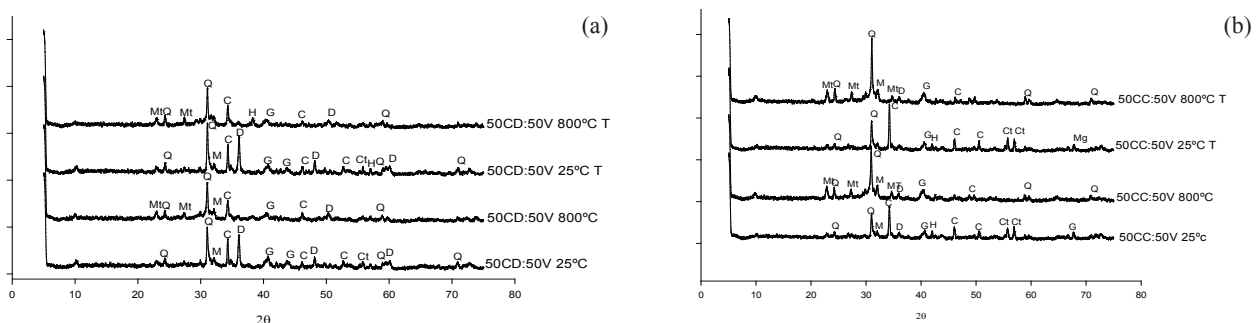 (a)
Q
Mt Q Mt C H G C D Q
50CD:50V 800ºC T
Q D
Q M C G G C D C Ct H Q D Q
50CD:50V 25ºC T
Q
Mt Q Mt M C G C D Q
50CD:50V 800ºC
Q D
Q M C G G C D C Ct Q D Q
50CD:50V 25ºC
0 10 20 30 40 50 60 70 80
2θ
(b)
Q
Mt Q Mt M Mt D G C Q Q
50CC:50V 800ºC T
C
Q Q G H C C Ct Ct Mg
50CC:50V 25ºC T
Q
Mt Q Mt M MT D G C Q Q
50CC:50V 800ºC
C
Q Q M D G H C C Ct Ct G
50CC:50V 25ºc
0 10 20 30 40 50 60 70 80
2θ